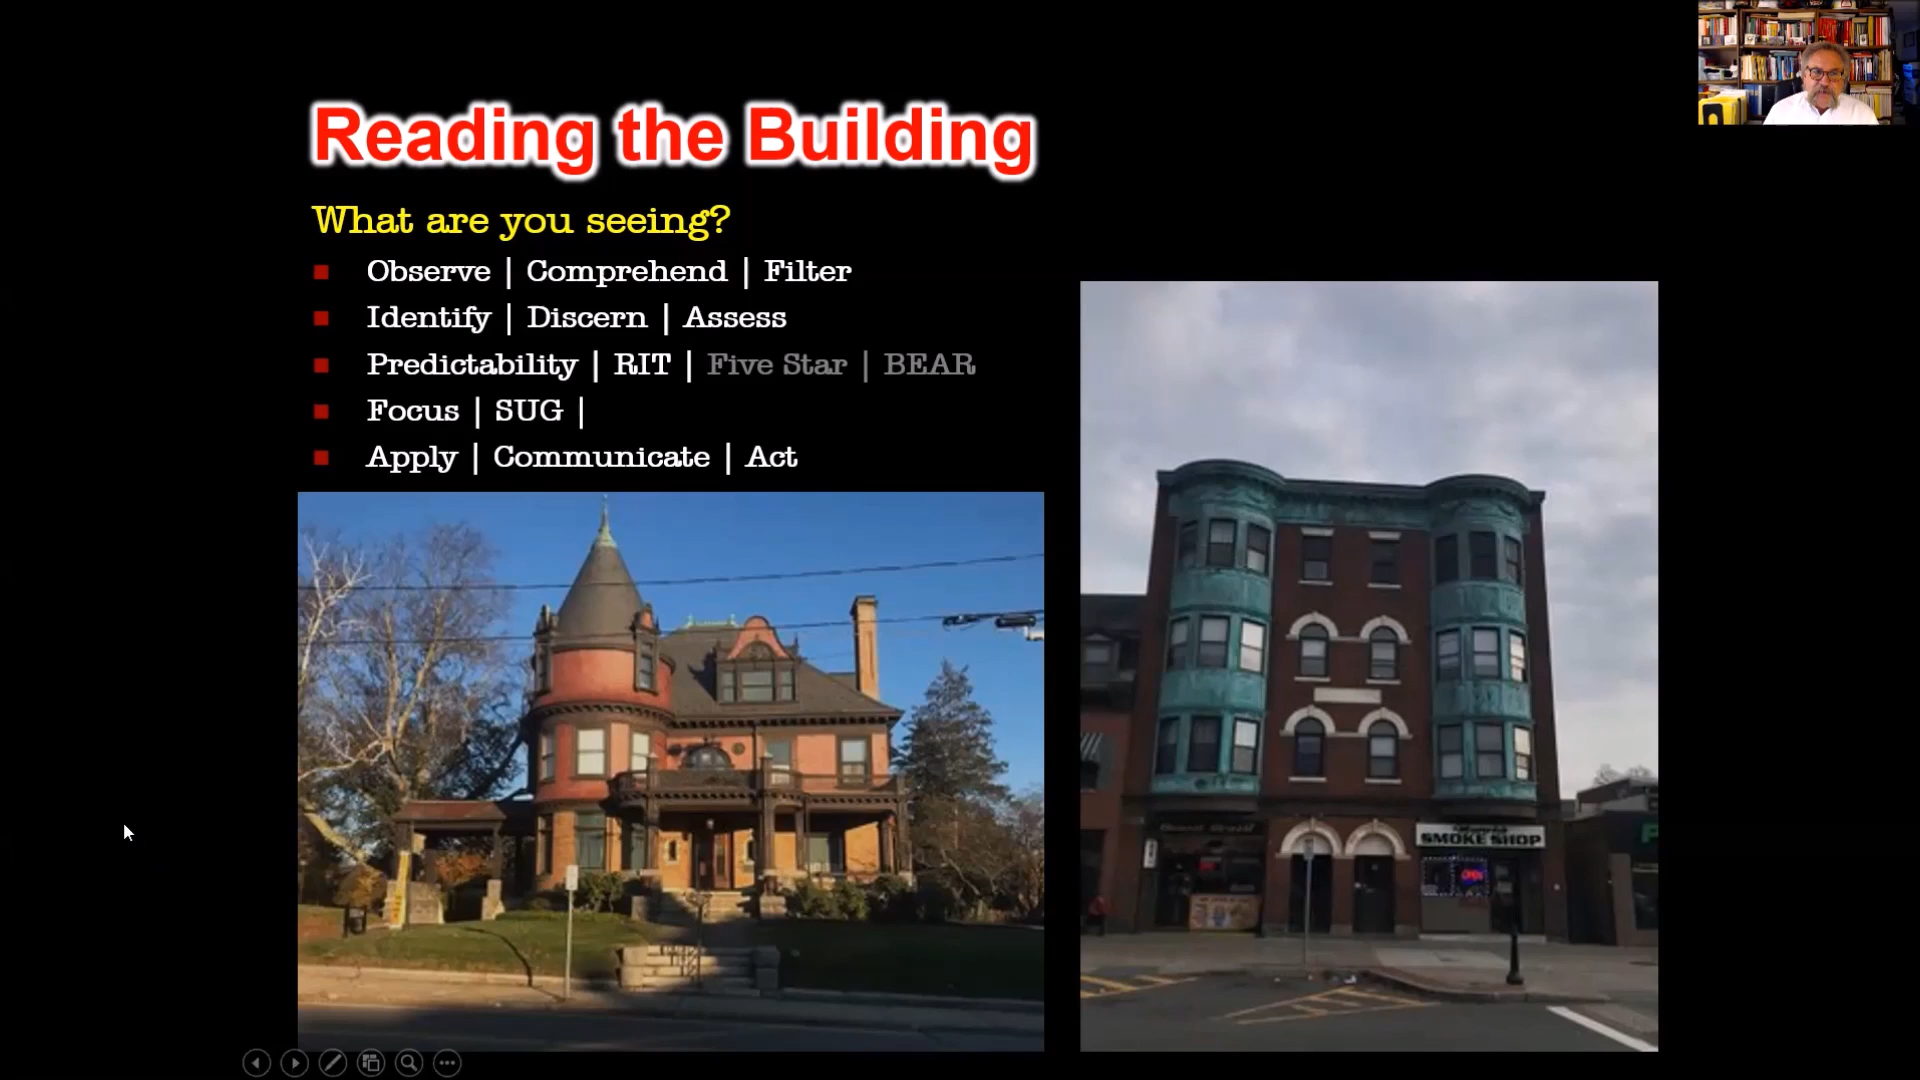 Reading the Building
What are you seeing?
Observe | Comprehend | Filter
Identify | Discern | Assess
Predictability | RIT | Five Star | BEAR
Focus | SUG |
Apply | Communicate | Act
SMOKE SHOP
OPEN